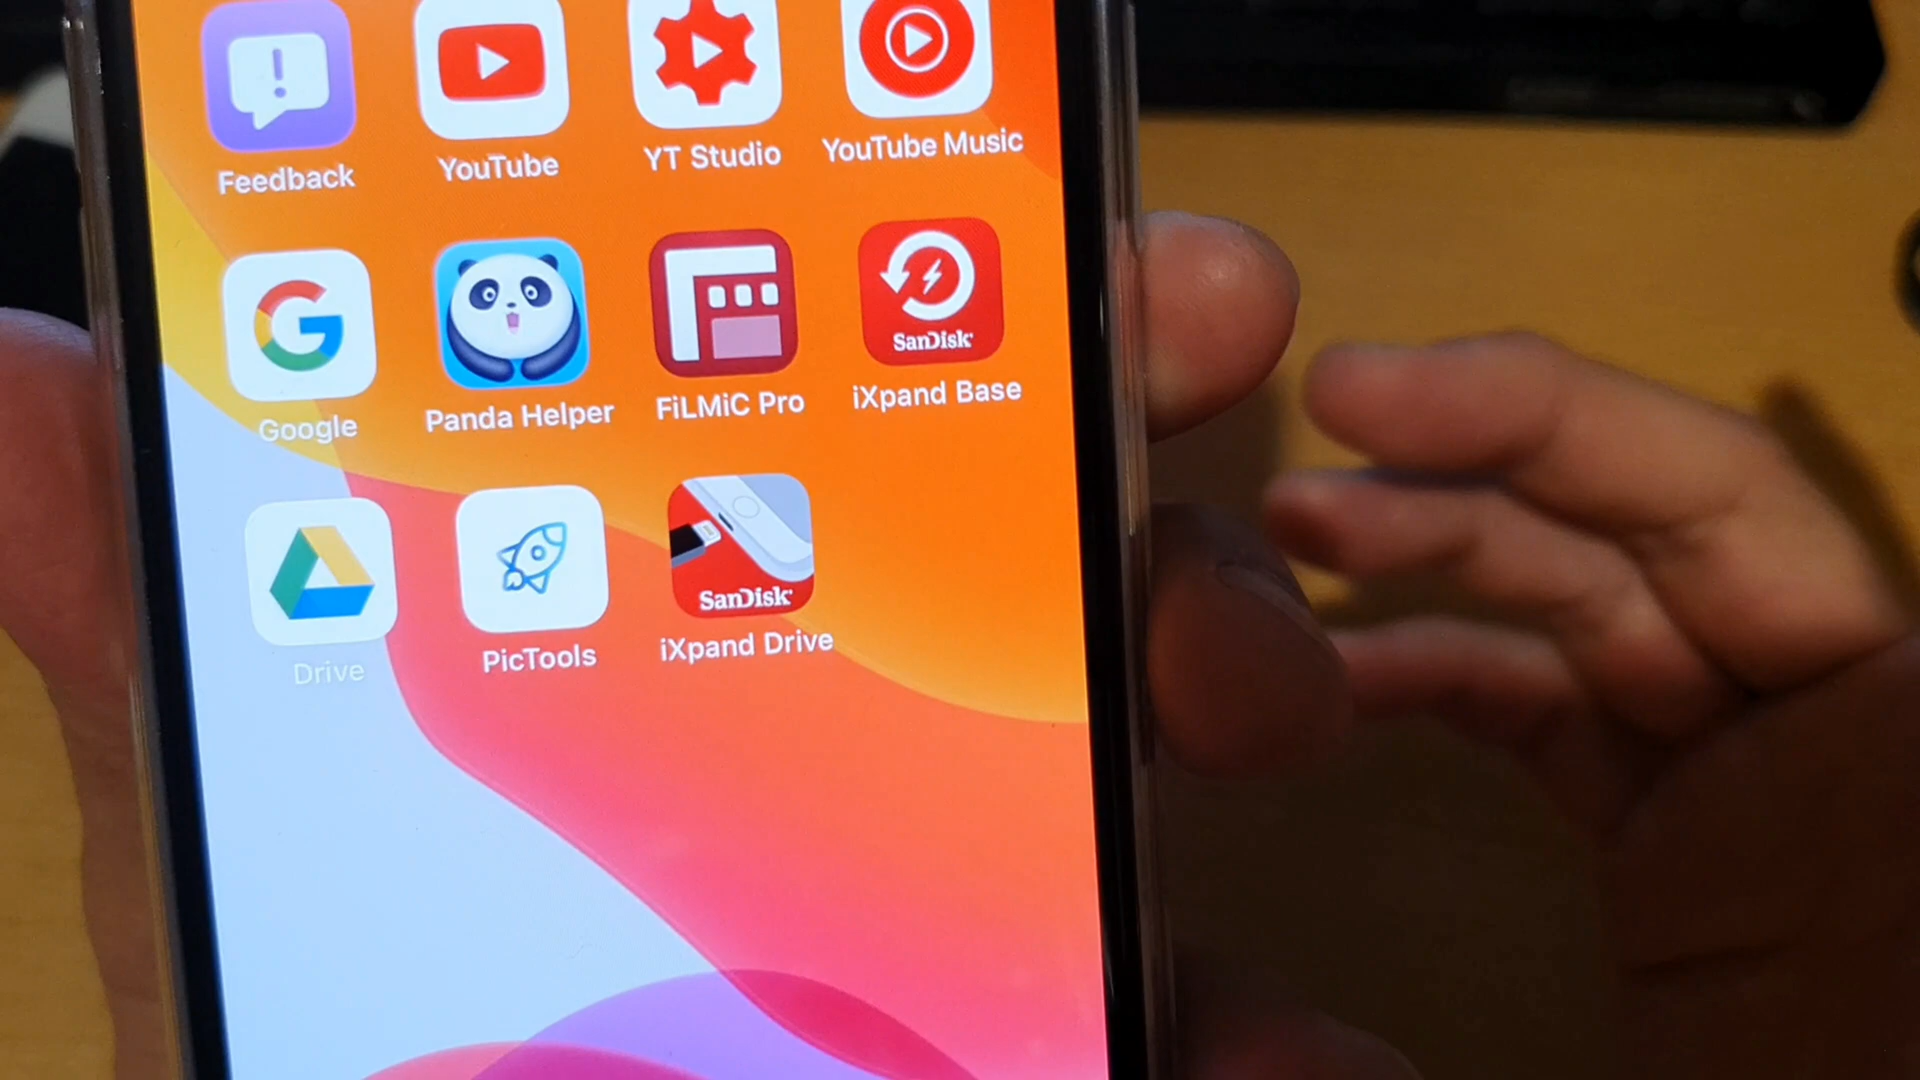 Feedback
YouTube
YT Studio
YouTube Music
Google
Panda Helper
FiLMiC Pro
SanDisk
iXpand Base
Drive
PicTools
SanDisk
iXpand Drive